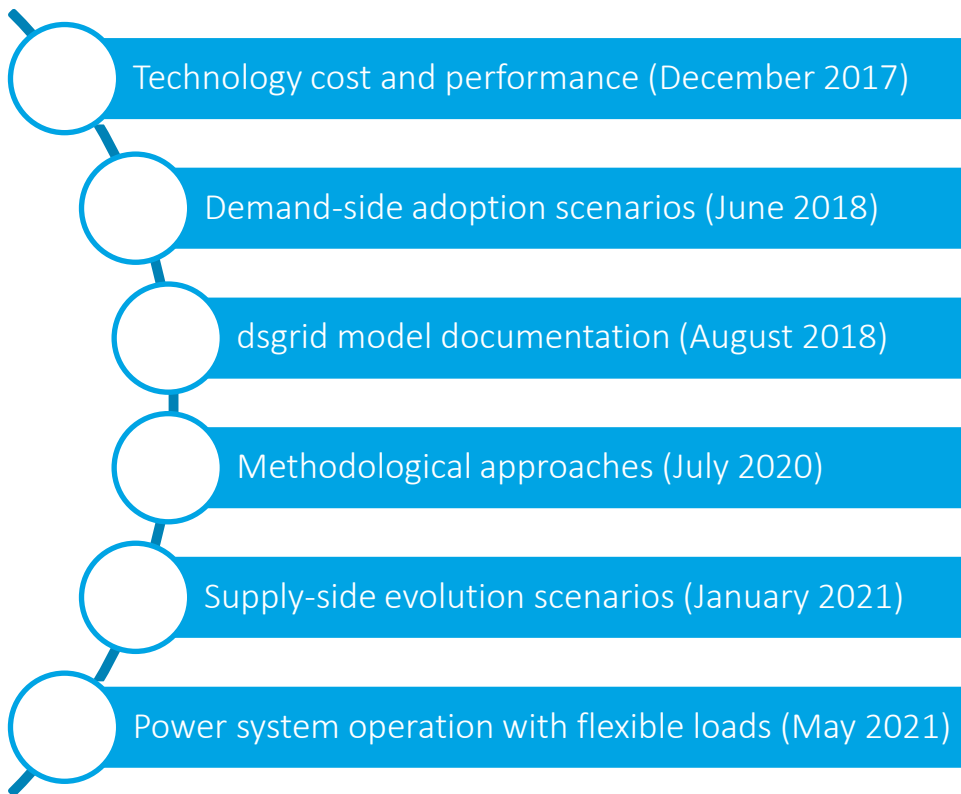 Technology cost and performance (December 2017)
Demand-side adoption scenarios (June 2018)
dsgrid model documentation (August 2018)
Methodological approaches (July 2020)
Supply-side evolution scenarios (January 2021)
Power system operation with flexible loads (May 2021)